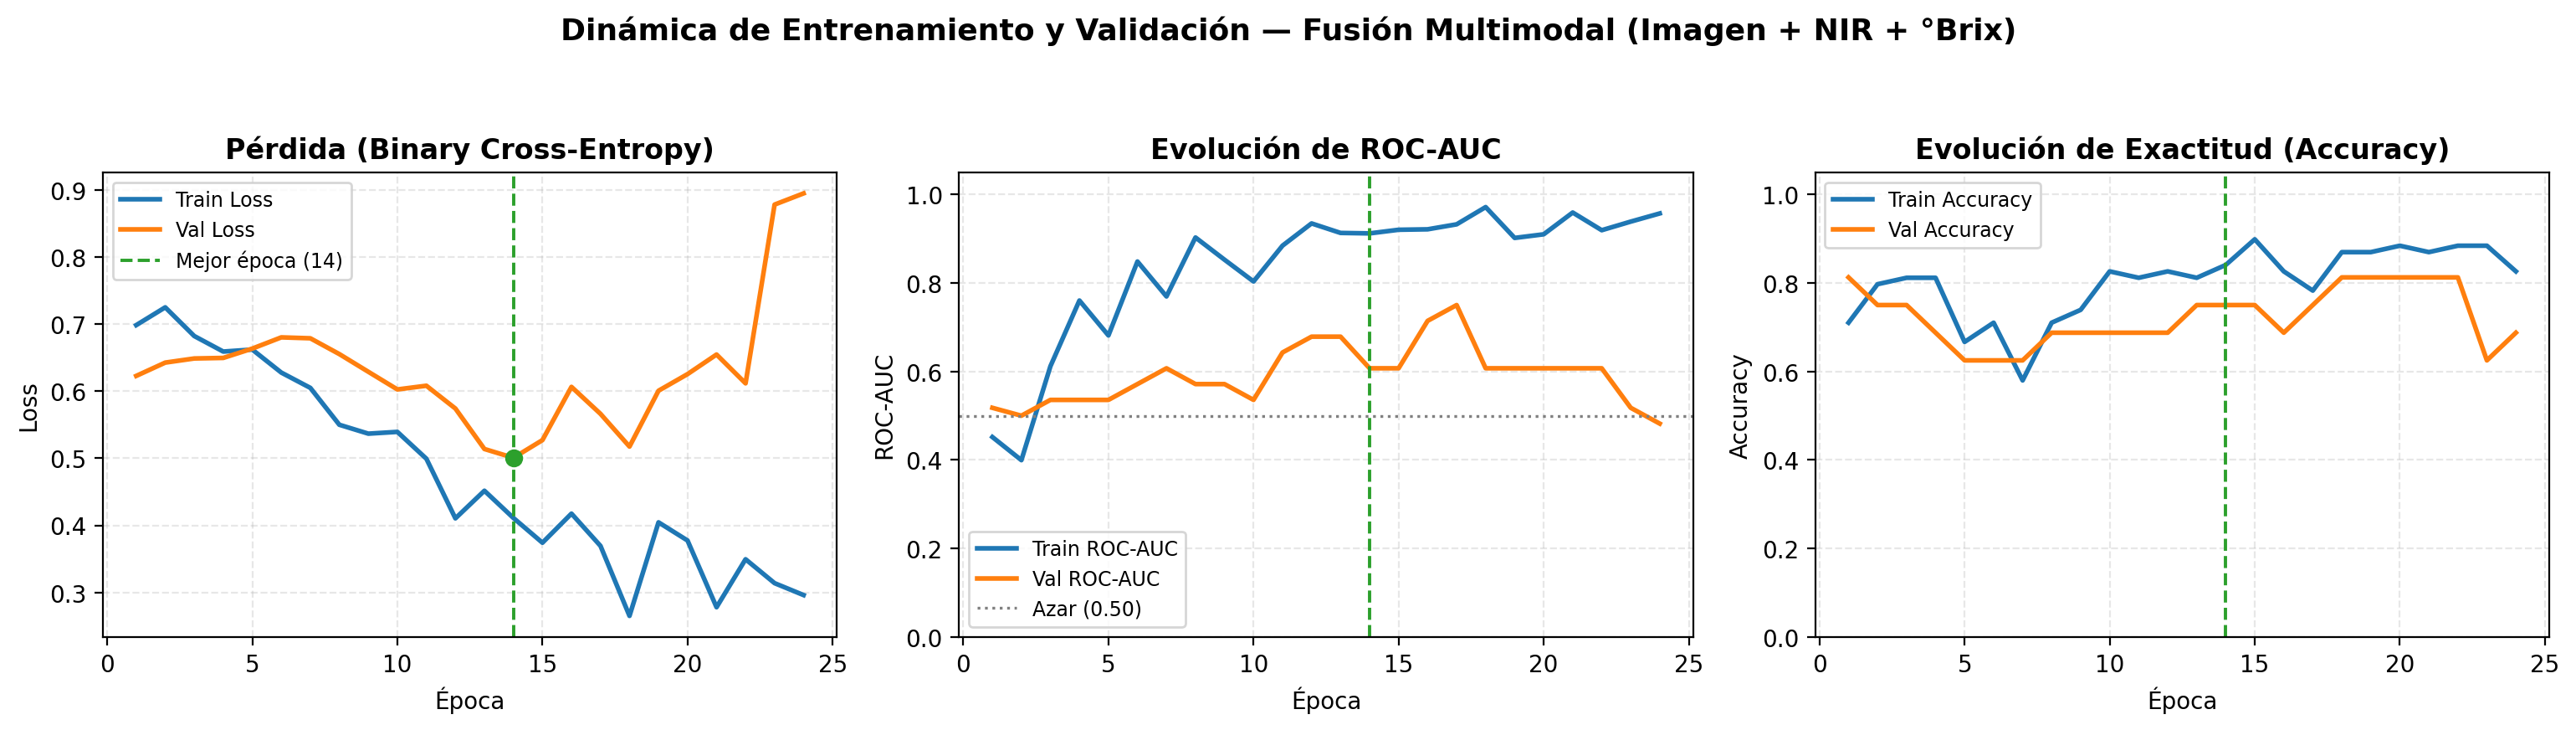 Dinámica de Entrenamiento y Validación — Fusión Multimodal (Imagen + NIR + °Brix)
Pérdida (Binary Cross-Entropy)
Train Loss
Val Loss
Mejor época (14)
Loss
0.9
0.8
0.7
0.6
0.5
0.4
0.3
0 5 10 15 20 25
Época
Evolución de ROC-AUC
ROC-AUC
1.0
0.8
0.6
0.4
0.2
0.0
Train ROC-AUC
Val ROC-AUC
Azar (0.50)
0 5 10 15 20 25
Época
Evolución de Exactitud (Accuracy)
Train Accuracy
Val Accuracy
Accuracy
1.0
0.8
0.6
0.4
0.2
0.0
0 5 10 15 20 25
Época